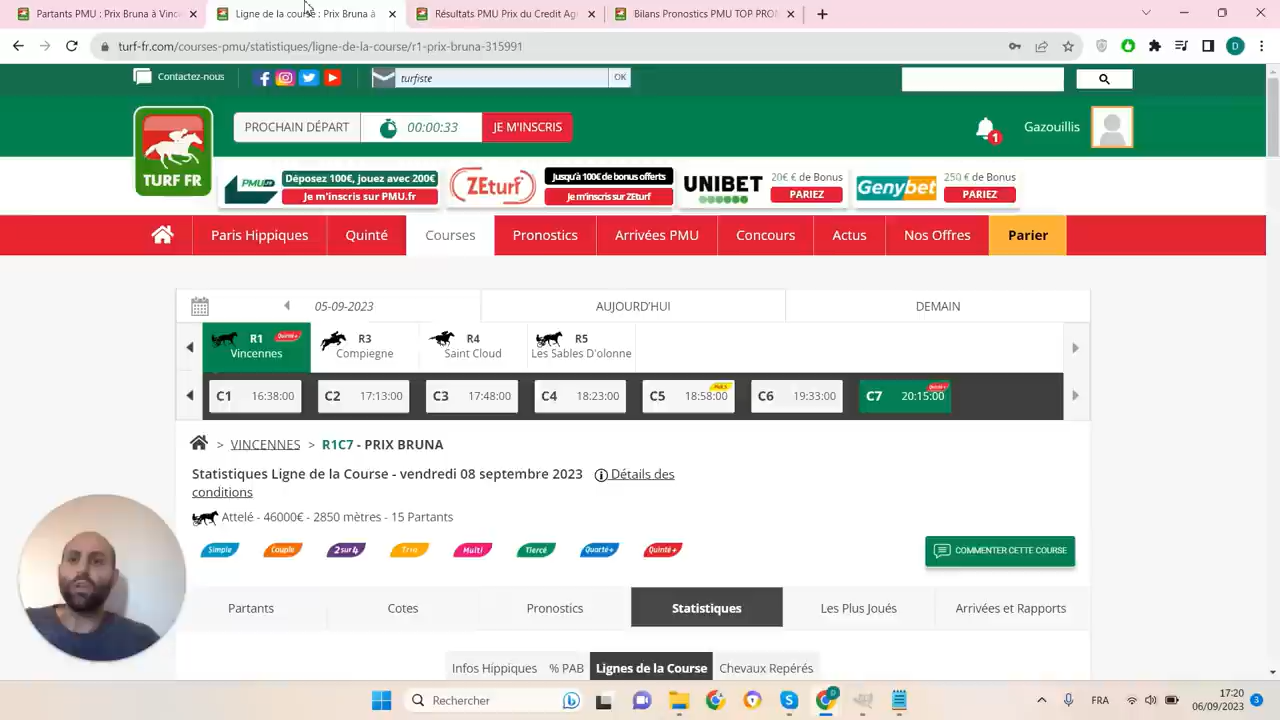 Partants PMU : Prix Bruna à Vince
Ligne de la course : Prix Bruna à
Résultats PMU Prix du Credit Agr
Bilans Pronostics PMU TOP PRON
turf-fr.com/courses-pmu/statistiques/ligne-de-la-course/r1-prix-bruna-315991
D
Contactez-nous
turfiste
OK
TURF FR
PROCHAIN DÉPART
00:00:33
JE M'INSCRIS
1
Gazouillis
PMU
Déposez 100€, jouez avec 200€
Je m'inscris sur PMU.fr
ZEturf
Jusqu'à 100€ de bonus offerts
Je m'inscris sur ZEturf
UNIBET
20€ € de Bonus
PARIEZ
Genybet
250 € de Bonus
PARIEZ
Paris Hippiques
Quinté
Courses
Pronostics
Arrivées PMU
Concours
Actus
Nos Offres
Parier
05-09-2023
AUJOURD'HUI
DEMAIN
R1
Quinté+
Vincennes
R3
Compiegne
R4
Saint Cloud
R5
Les Sables D'olonne
C1 16:38:00
C2 17:13:00
C3 17:48:00
C4 18:23:00
C5 18:58:00
C6 19:33:00
C7 20:15:00
> VINCENNES > R1C7 - PRIX BRUNA
Statistiques Ligne de la Course - vendredi 08 septembre 2023 Détails des
conditions
Attelé - 46000€ - 2850 mètres - 15 Partants
Simple
Couplé
2sur4
Trio
Multi
Tiercé
Quarté+
Quinté+
COMMENTER CETTE COURSE
Partants
Cotes
Pronostics
Statistiques
Les Plus Joués
Arrivées et Rapports
Infos Hippiques
% PAB
Lignes de la Course
Chevaux Repérés
Rechercher
FRA
17:20
06/09/2023
3